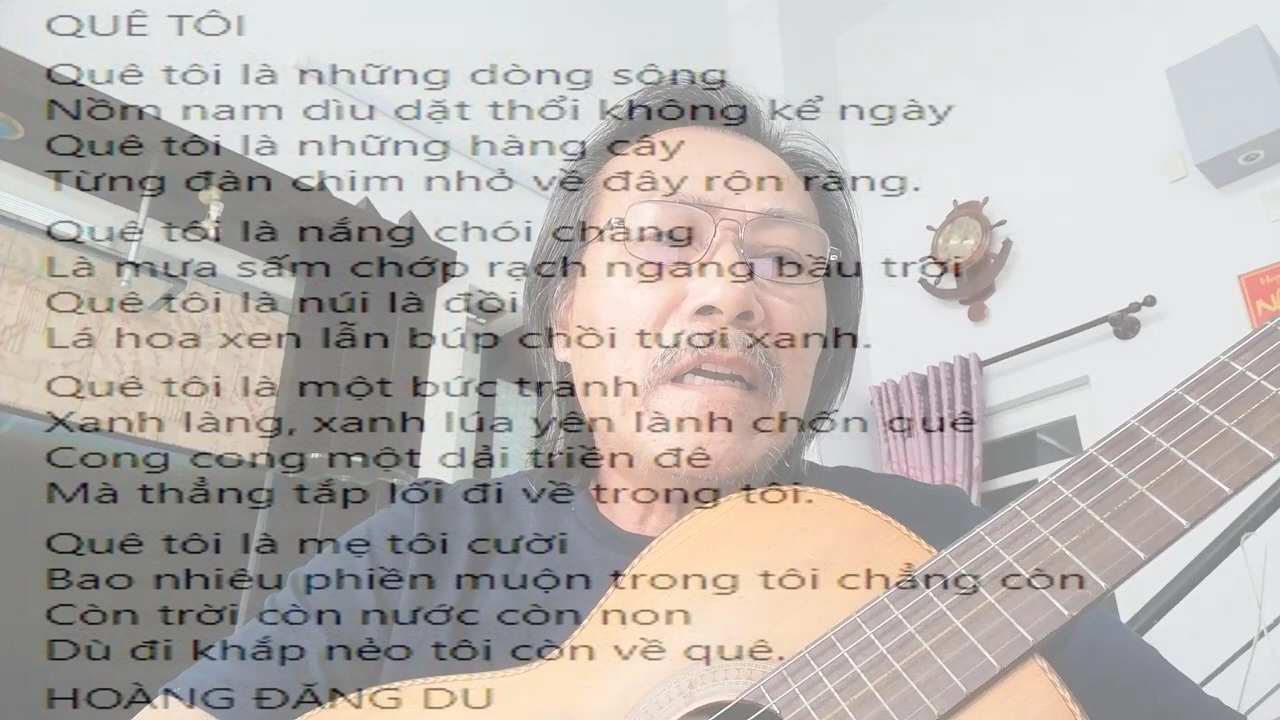 QUÊ TÔI
Quê tôi là những dòng sông
Nồm nam dìu dặt thổi không kể ngày
Quê tôi là những hàng cây
Từng đàn chim nhỏ về đây rộn ràng.
Quê tôi là nắng chói chang
Là mưa sấm chớp rạch ngang bầu trời
Quê tôi là núi là đồi
Lá hoa xen lẫn búp chồi tươi xanh.
Quê tôi là một bức tranh
Xanh làng, xanh lúa yên lành chốn quê
Cong cong một dải triền đê
Mà thẳng tắp lối đi về trong tôi.
Quê tôi là mẹ tôi cười
Bao nhiêu phiền muộn trong tôi chẳng còn
Còn trời còn nước còn non
Dù đi khắp nẻo tôi còn về quê.
HOÀNG ĐĂNG DU